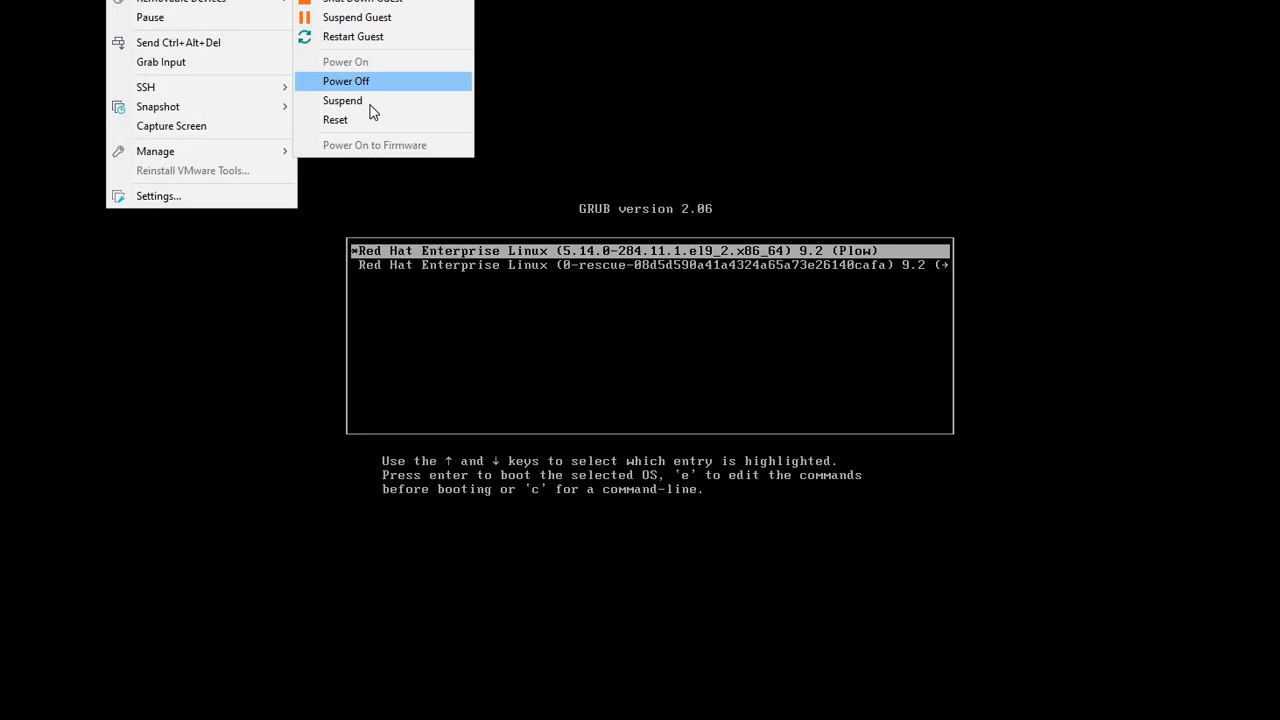 Removable Devices
Pause
Send Ctrl+Alt+Del
Grab Input
SSH
Snapshot
Capture Screen
Manage
Reinstall VMware Tools...
Settings...
Shut Down Guest
Suspend Guest
Restart Guest
Power On
Power Off
Suspend
Reset
Power On to Firmware
GRUB version 2.06
*Red Hat Enterprise Linux (5.14.0-284.11.1.el9_2.x86_64) 9.2 (Plow)
Red Hat Enterprise Linux (0-rescue-08d5d590a41a4324a65a73e26140cafa) 9.2 (→
Use the ↑ and ↓ keys to select which entry is highlighted.
Press enter to boot the selected OS, `e' to edit the commands
before booting or `c' for a command-line.